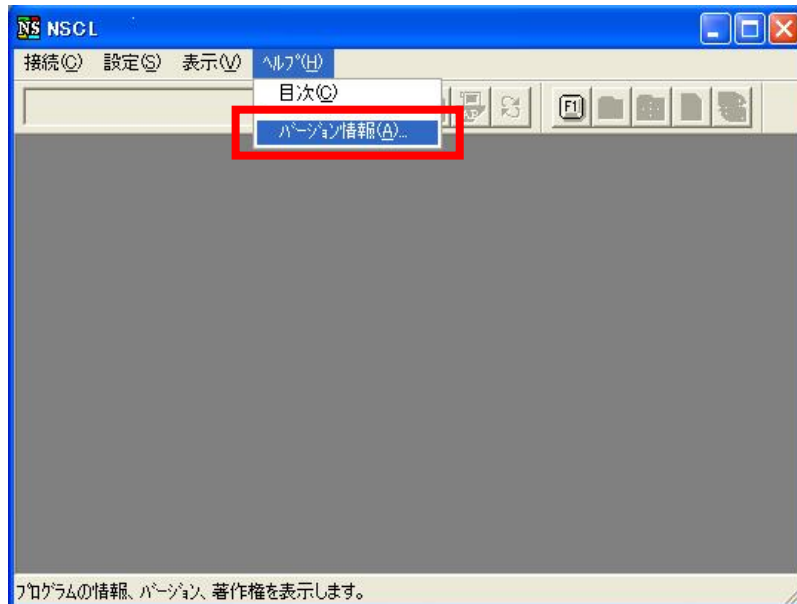 NS NSCL
接続(C) 設定(S) 表示(V) ﾍﾙﾌﾟ(H)
目次(C)
F1
ﾊﾞｰｼﾞｮﾝ情報(A)...
ﾌﾟﾛｸﾞﾗﾑの情報、ﾊﾞｰｼﾞｮﾝ、著作権を表示します。